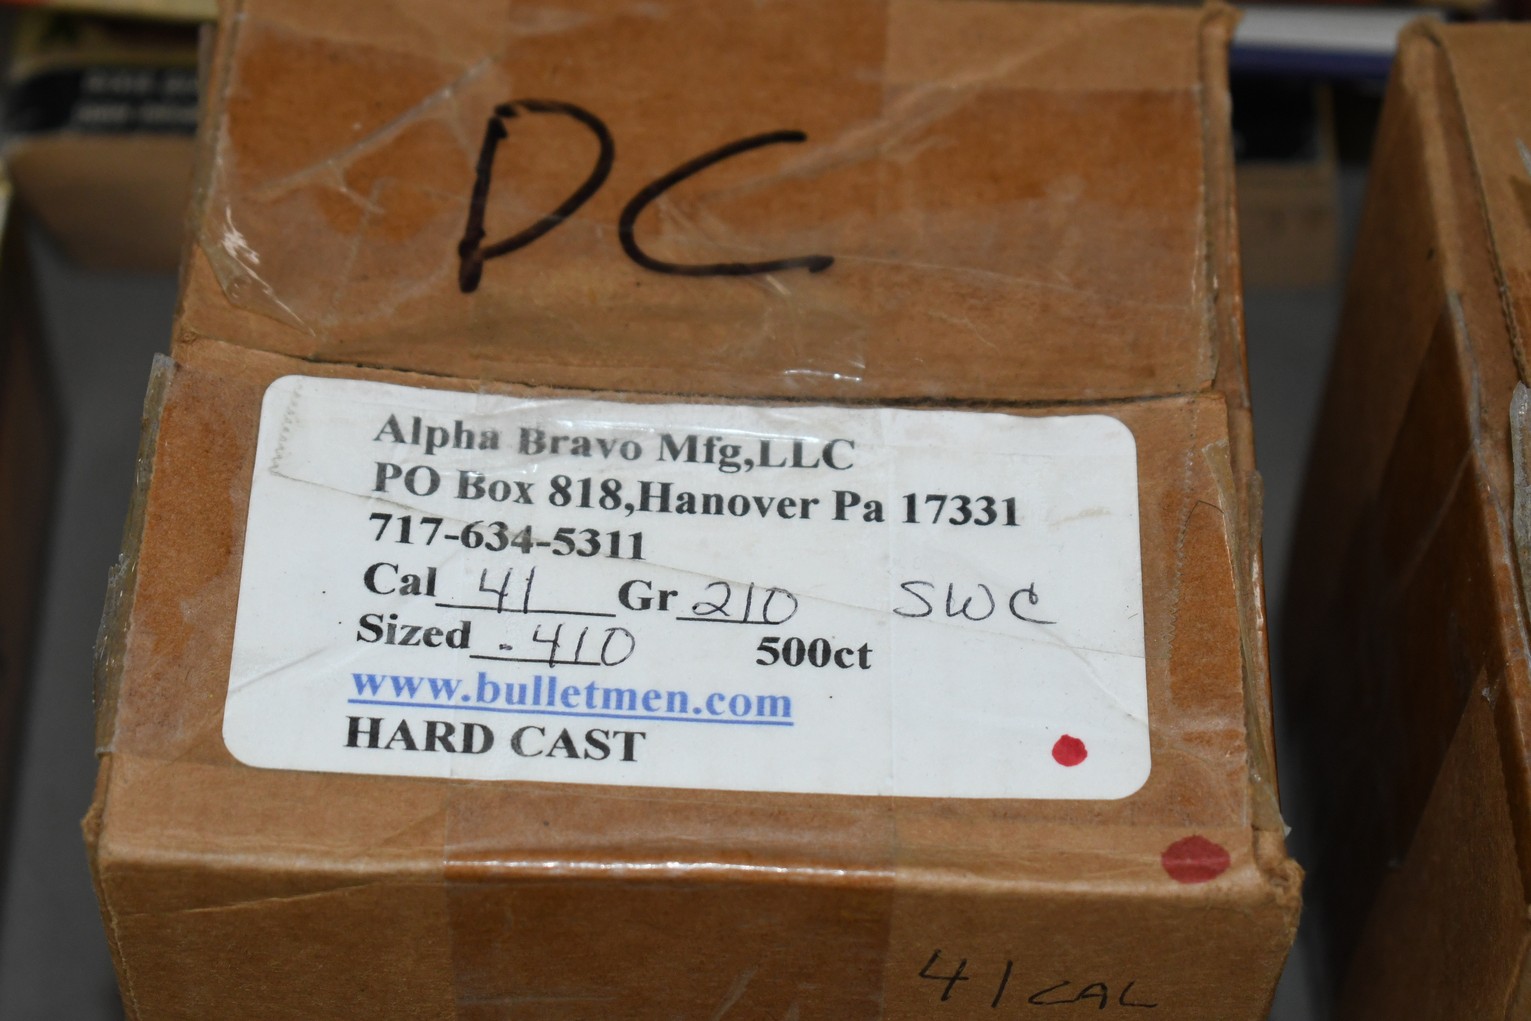 DC
Alpha Bravo Mfg,LLC
PO Box 818,Hanover Pa 17331
717-634-5311
Cal 41 Gr 210 SWC
Sized .410 500ct
www.bulletmen.com
HARD CAST
41 CAL